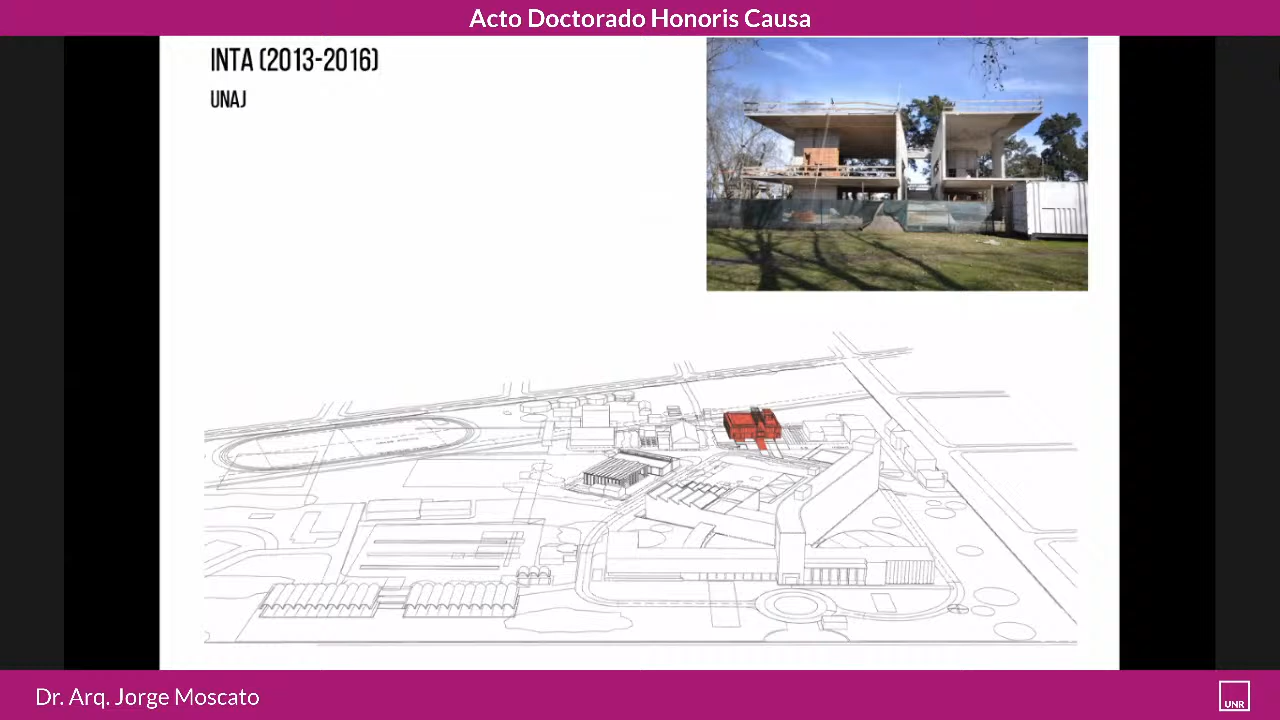 Acto Doctorado Honoris Causa
INTA (2013-2016)
UNAJ
Dr. Arq. Jorge Moscato
UNR